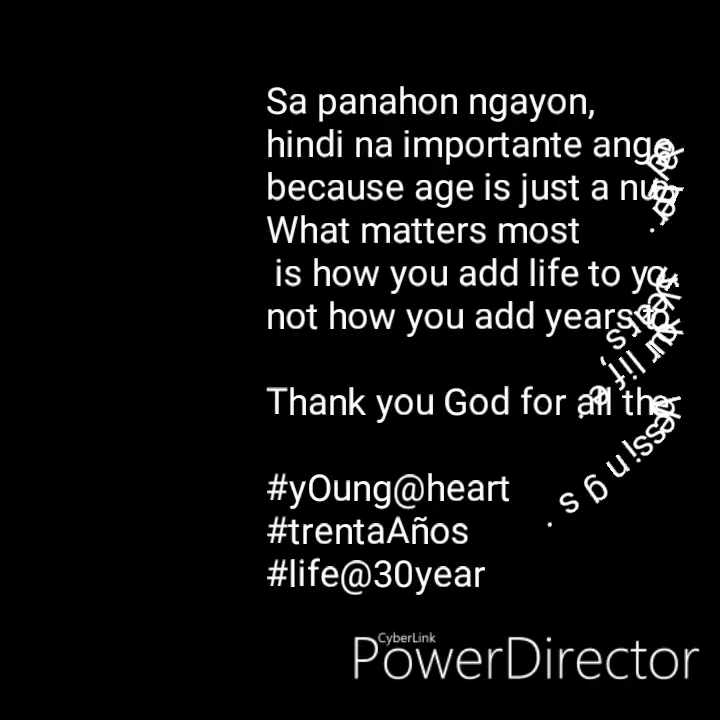 Sa panahon ngayon,
hindi na importante ang
because age is just a
What matters most
is how you add life to
not how you add years to
Thank you God for all the
#yOung@heart
#trentaAños
#life@30year
CyberLink
PowerDirector